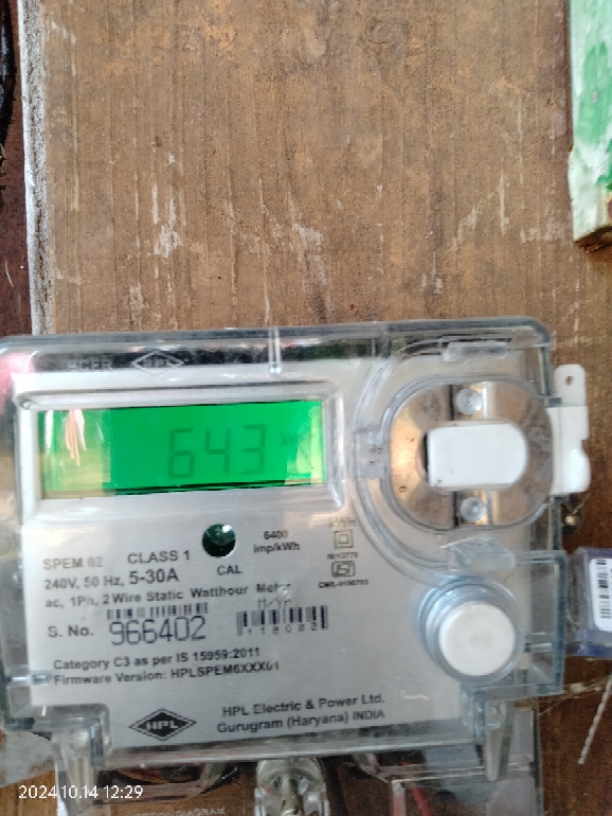 HPL
643
SPEM 02 CLASS 1
240V, 50 Hz, 5-30A
CAL
6400
imp/kWh
ac, 1Ph, 2 Wire Static Watthour Meter
S. No. 966402
Category C3 as per IS 15959:2011
Firmware Version: HPLSPEM6XXX01
HPL
HPL Electric & Power Ltd.
Gurugram (Haryana) INDIA
2024.10.14 12:29